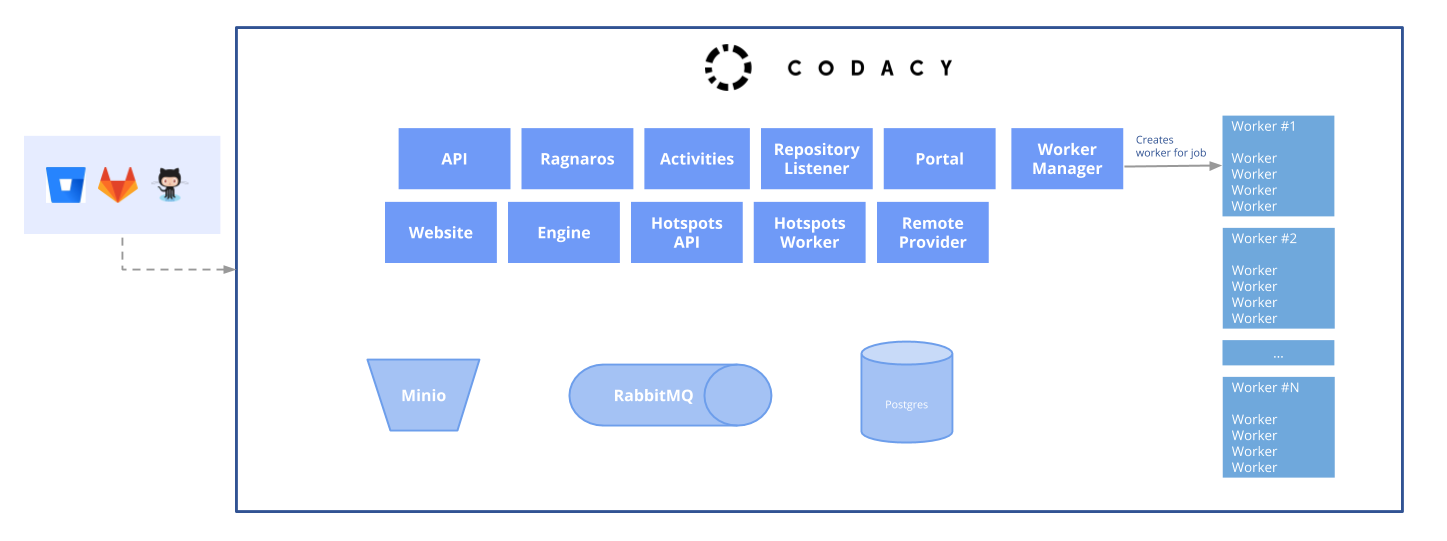 CODACY
API
Ragnaros
Activities
Repository
Listener
Portal
Worker
Manager
Creates
worker for job
Website
Engine
Hotspots
API
Hotspots
Worker
Remote
Provider
Minio
RabbitMQ
Postgres
Worker #1
Worker
Worker
Worker
Worker
Worker #2
Worker
Worker
Worker
Worker
...
Worker #N
Worker
Worker
Worker
Worker